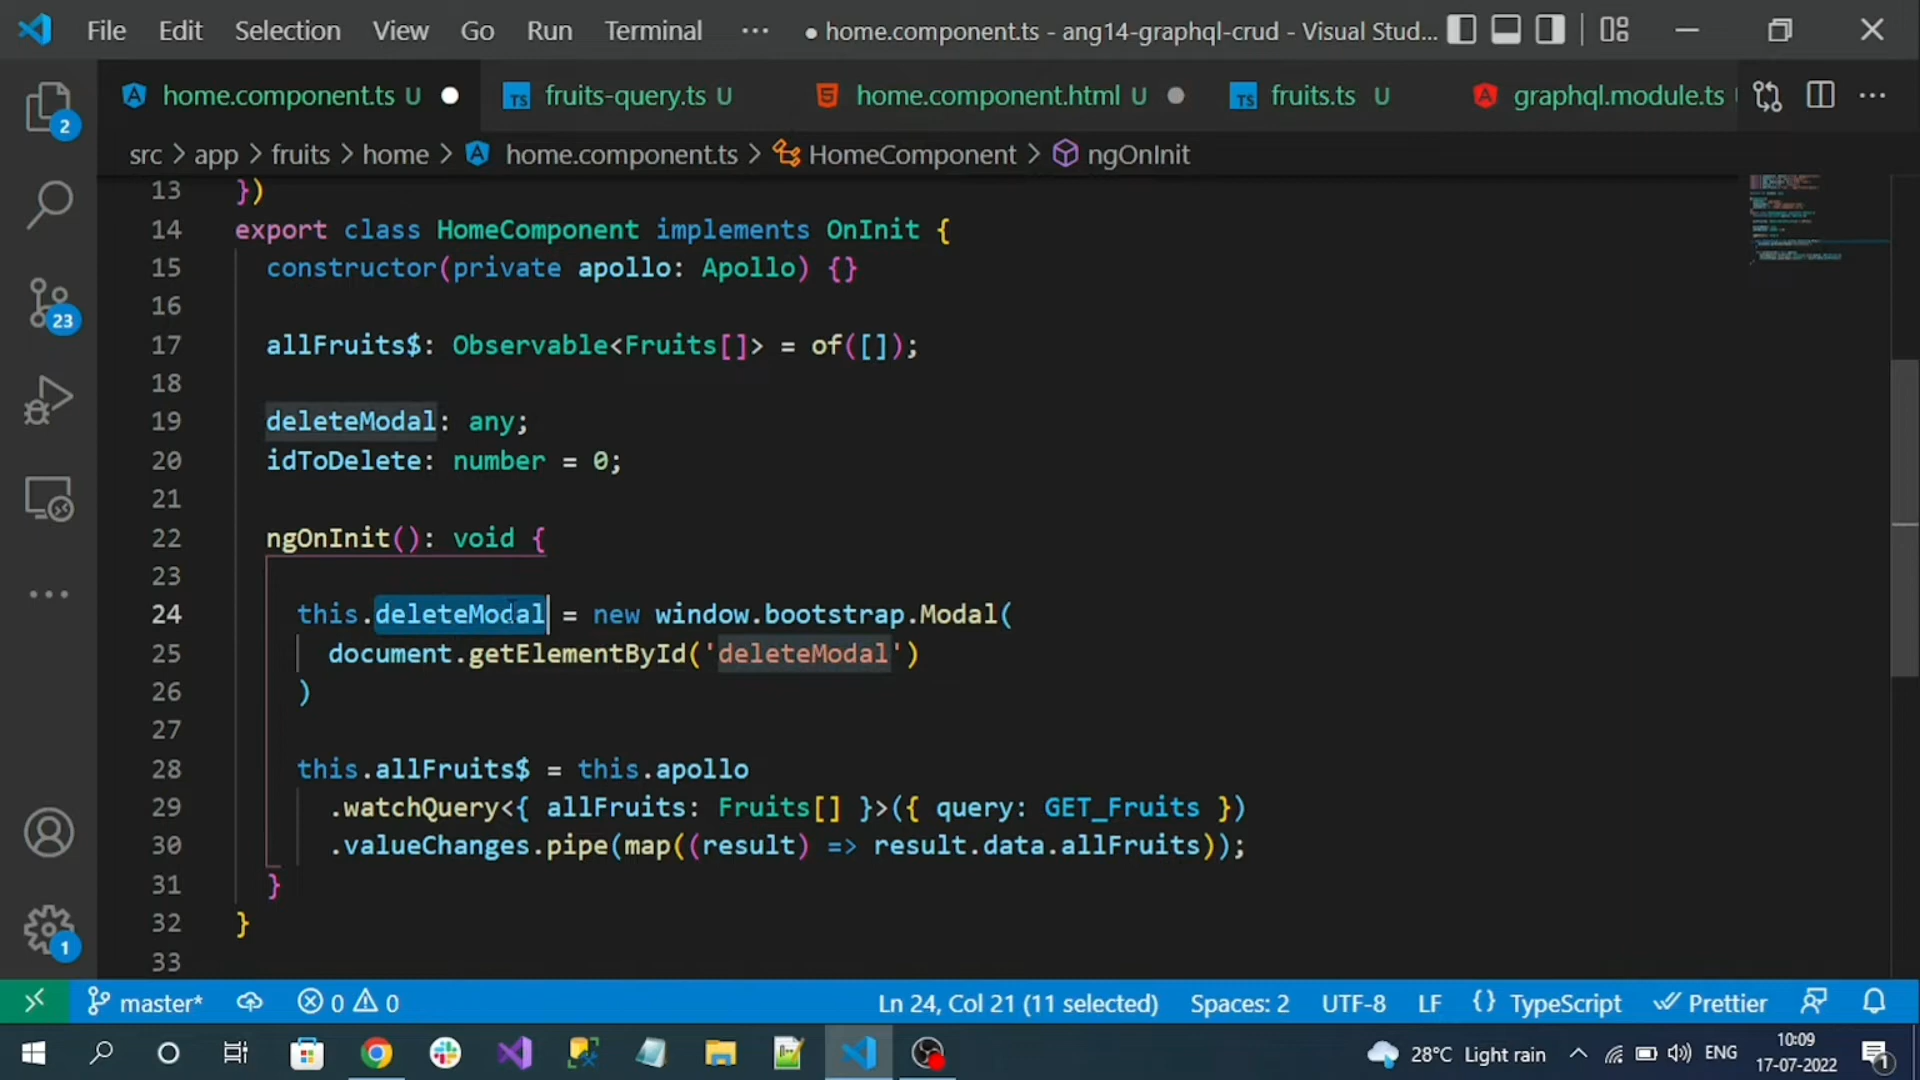 File Edit Selection View Go Run Terminal ··· ● home.component.ts - ang14-graphql-crud - Visual Stud...
home.component.ts U ● fruits-query.ts U home.component.html U ● fruits.ts U graphql.module.ts ···
src > app > fruits > home > home.component.ts > HomeComponent > ngOnInit
13 })
14 export class HomeComponent implements OnInit {
15 constructor(private apollo: Apollo) {}
16
17 allFruits$: Observable<Fruits[]> = of([]);
18
19 deleteModal: any;
20 idToDelete: number = 0;
21
22 ngOnInit(): void {
23
24 this.deleteModal = new window.bootstrap.Modal(
25 document.getElementById('deleteModal')
26 )
27
28 this.allFruits$ = this.apollo
29 .watchQuery<{ allFruits: Fruits[] }>({ query: GET_Fruits })
30 .valueChanges.pipe(map((result) => result.data.allFruits));
31 }
32 }
33
2
23
1
master* 0 0 Ln 24, Col 21 (11 selected) Spaces: 2 UTF-8 LF {} TypeScript Prettier
28°C Light rain ENG 10:09
17-07-2022 1